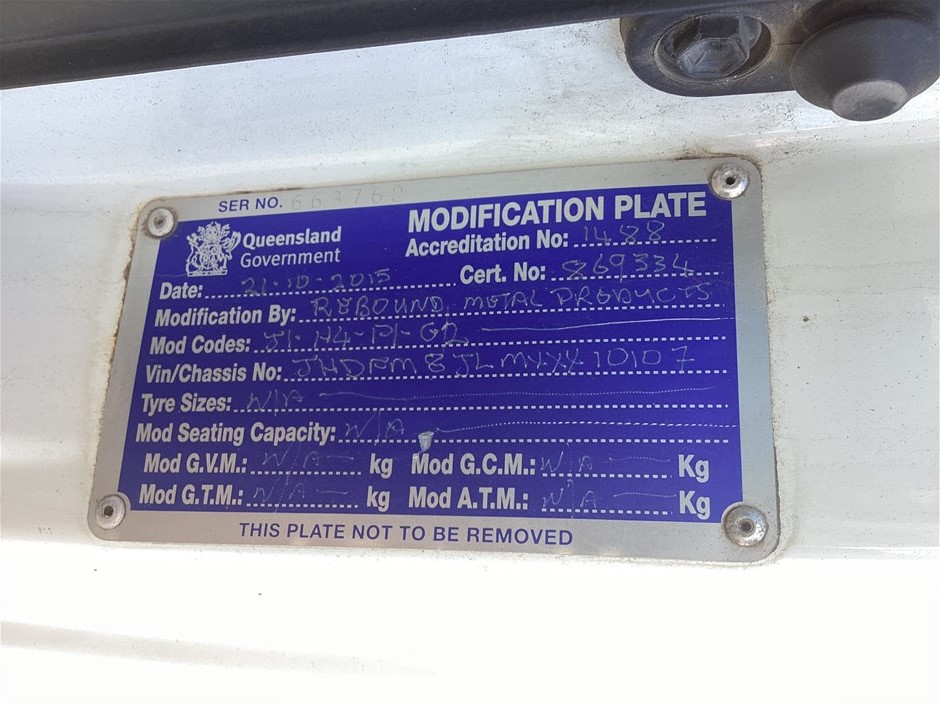 SER NO. 663760
MODIFICATION PLATE
Queensland
Government
Accreditation No: 1488
Cert. No: 869334
Date: 21-10-2015
Modification By: REBOUND METAL PRODUCTS
Mod Codes: J1-H4-P1-G2
Vin/Chassis No: JHDFM8JLMXXX10107
Tyre Sizes: N/A
Mod Seating Capacity: N/A
Mod G.V.M.: N/A kg Mod G.C.M.: N/A Kg
Mod G.T.M.: N/A kg Mod A.T.M.: N/A Kg
THIS PLATE NOT TO BE REMOVED